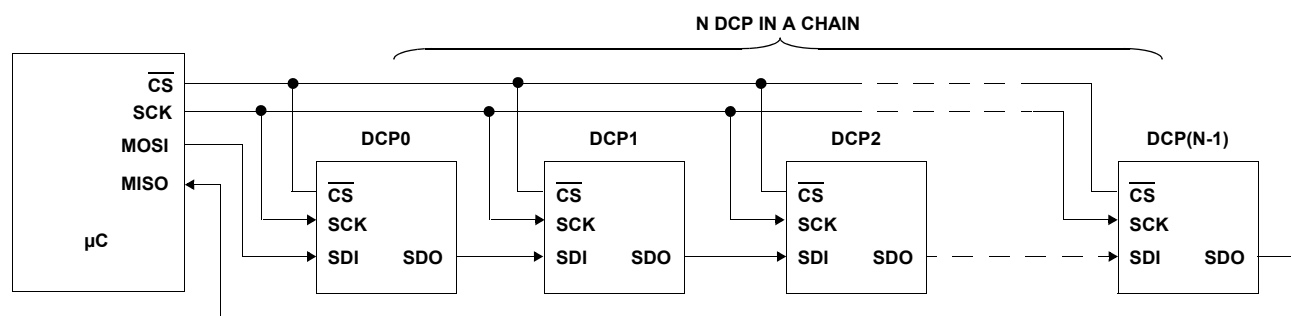 N DCP IN A CHAIN
CS
SCK
MOSI
MISO
µC
DCP0
CS
SCK
SDI SDO
DCP1
CS
SCK
SDI SDO
DCP2
CS
SCK
SDI SDO
DCP(N-1)
CS
SCK
SDI SDO